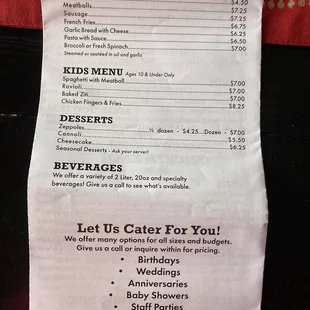 Meatballs $4.50
Sausage $7.25
French Fries $7.25
Garlic Bread with Cheese $6.75
Pasta with Sauce $6.25
Broccoli or Fresh Spinach $6.50
Steamed or sautéed in oil and garlic $7.00
KIDS MENU Ages 10 & Under Only
Spaghetti with Meatball $7.00
Ravioli $7.00
Baked Ziti $7.00
Chicken Fingers & Fries $8.25
DESSERTS
Zeppoles ½ dozen - $4.25...Dozen - $7.00
Cannoli $5.50
Cheesecake $6.25
Seasonal Desserts - Ask your server!
BEVERAGES
We offer a variety of 2 Liter, 20oz and specialty
beverages! Give us a call to see what's available.
Let Us Cater For You!
We offer many options for all sizes and budgets.
Give us a call or inquire within for pricing.
• Birthdays
• Weddings
• Anniversaries
• Baby Showers
• Staff Parties